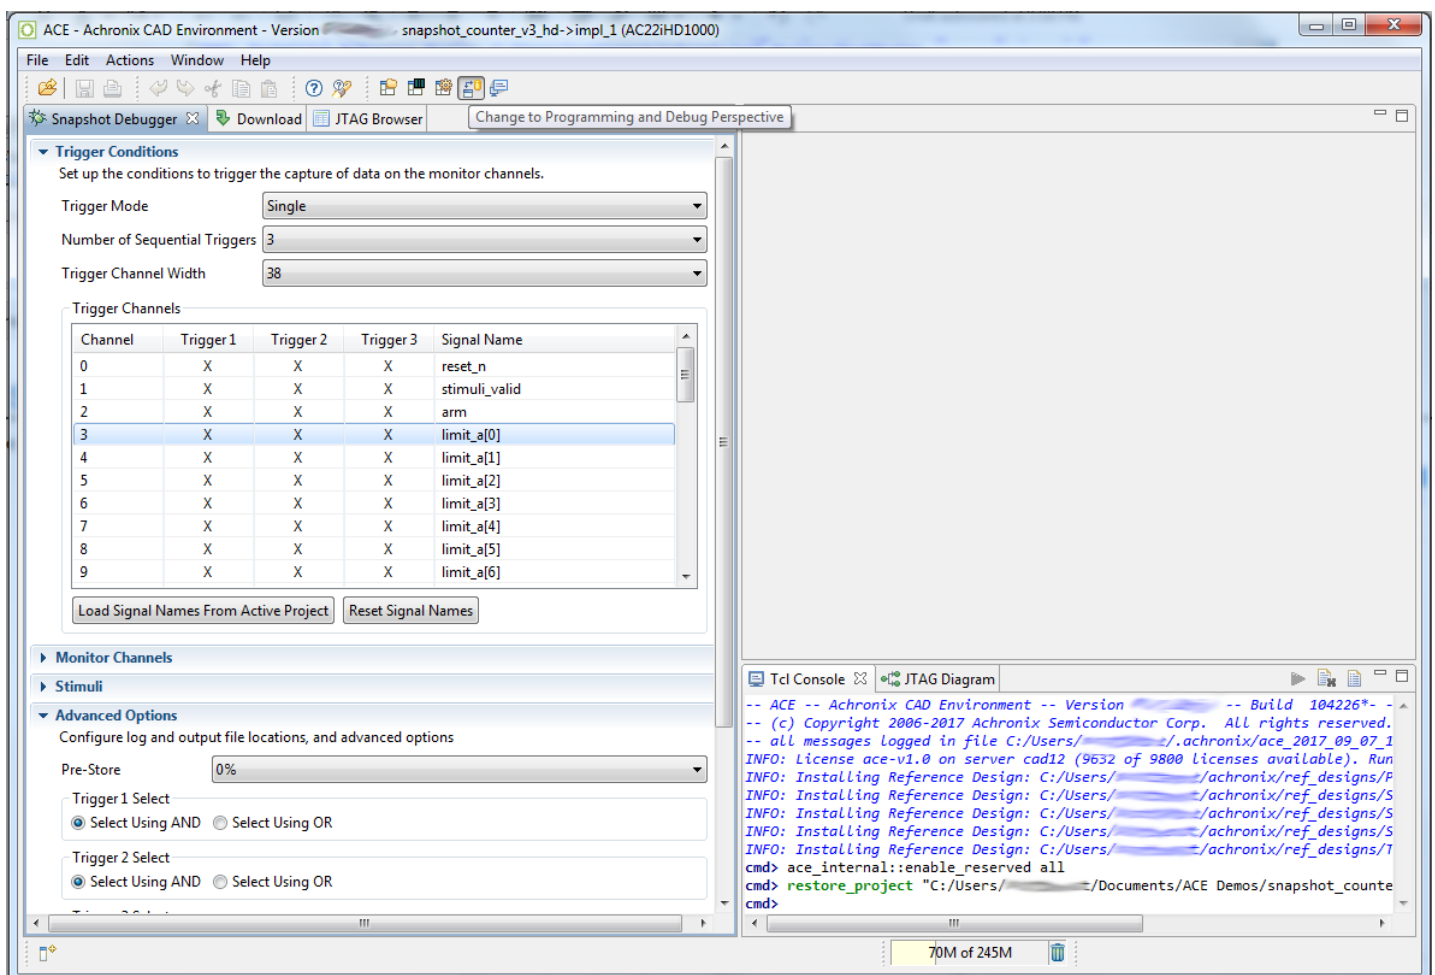 ACE - Achronix CAD Environment - Version snapshot_counter_v3_hd->impl_1 (AC22iHD1000)
File Edit Actions Window Help
Snapshot Debugger Download JTAG Browser
Change to Programming and Debug Perspective
Trigger Conditions
Set up the conditions to trigger the capture of data on the monitor channels.
Trigger Mode Single
Number of Sequential Triggers 3
Trigger Channel Width 38
Trigger Channels
Channel Trigger 1 Trigger 2 Trigger 3 Signal Name
0 X X X reset_n
1 X X X stimuli_valid
2 X X X arm
3 X X X limit_a[0]
4 X X X limit_a[1]
5 X X X limit_a[2]
6 X X X limit_a[3]
7 X X X limit_a[4]
8 X X X limit_a[5]
9 X X X limit_a[6]
Load Signal Names From Active Project Reset Signal Names
Monitor Channels
Stimuli
Advanced Options
Configure log and output file locations, and advanced options
Pre-Store 0%
Trigger 1 Select
Select Using AND Select Using OR
Trigger 2 Select
Select Using AND Select Using OR
Tcl Console JTAG Diagram
-- ACE -- Achronix CAD Environment -- Version -- Build 104226*- -
-- (c) Copyright 2006-2017 Achronix Semiconductor Corp. All rights reserved.
-- all messages logged in file C:/Users/ /.achronix/ace_2017_09_07_1
INFO: License ace-v1.0 on server cad12 (9632 of 9800 licenses available). Run
INFO: Installing Reference Design: C:/Users/ /achronix/ref_designs/P
INFO: Installing Reference Design: C:/Users/ /achronix/ref_designs/S
INFO: Installing Reference Design: C:/Users/ /achronix/ref_designs/S
INFO: Installing Reference Design: C:/Users/ /achronix/ref_designs/S
INFO: Installing Reference Design: C:/Users/ /achronix/ref_designs/T
cmd> ace_internal::enable_reserved all
cmd> restore_project "C:/Users/ /Documents/ACE Demos/snapshot_counte
cmd>
70M of 245M